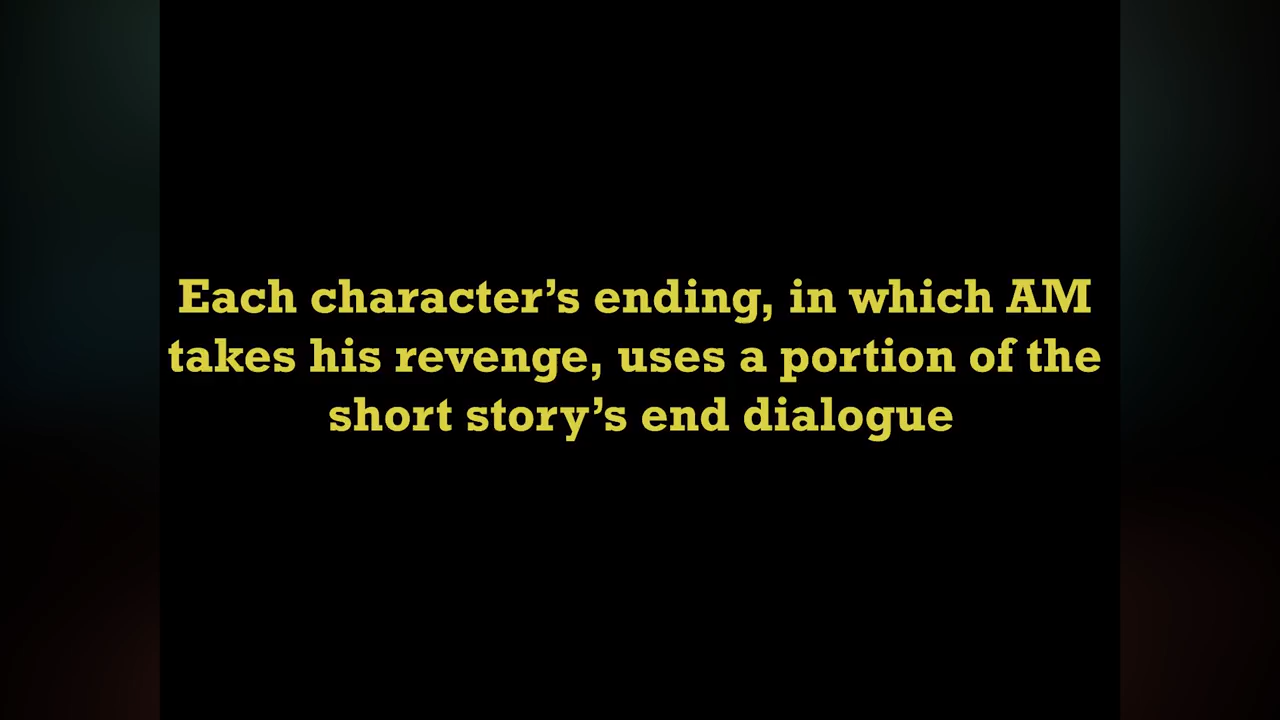 Each character’s ending, in which AM
takes his revenge, uses a portion of the
short story’s end dialogue